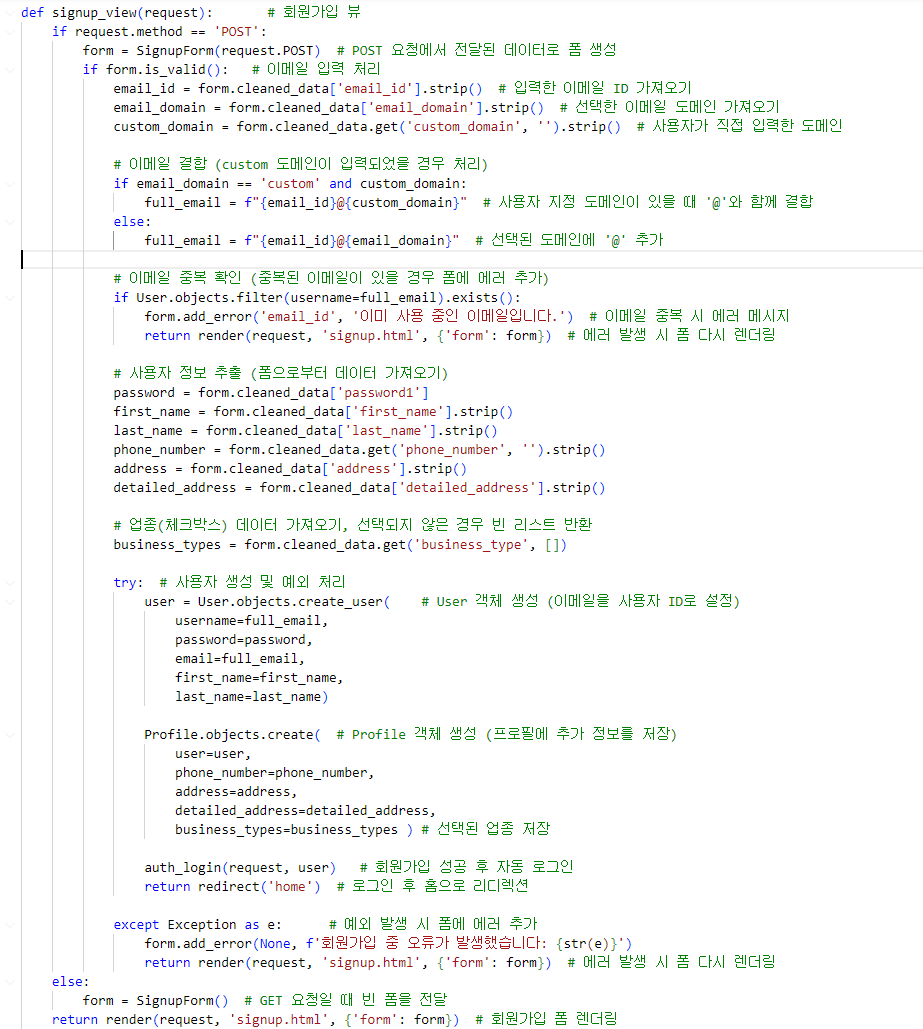 def signup_view(request):       # 회원가입 뷰
    if request.method == 'POST':
        form = SignupForm(request.POST)  # POST 요청에서 전달된 데이터로 폼 생성
        if form.is_valid():   # 이메일 입력 처리
            email_id = form.cleaned_data['email_id'].strip()  # 입력한 이메일 ID 가져오기
            email_domain = form.cleaned_data['email_domain'].strip()  # 선택한 이메일 도메인 가져오기
            custom_domain = form.cleaned_data.get('custom_domain', '').strip()  # 사용자가 직접 입력한 도메인

            # 이메일 결합 (custom 도메인이 입력되었을 경우 처리)
            if email_domain == 'custom' and custom_domain:
                full_email = f"{email_id}@{custom_domain}"  # 사용자 지정 도메인이 있을 때 '@'와 함께 결합
            else:
                full_email = f"{email_id}@{email_domain}"  # 선택된 도메인에 '@' 추가

            # 이메일 중복 확인 (중복된 이메일이 있을 경우 폼에 에러 추가)
            if User.objects.filter(username=full_email).exists():
                form.add_error('email_id', '이미 사용 중인 이메일입니다.')  # 이메일 중복 시 에러 메시지
                return render(request, 'signup.html', {'form': form})  # 에러 발생 시 폼 다시 렌더링

            # 사용자 정보 추출 (폼으로부터 데이터 가져오기)
            password = form.cleaned_data['password1']
            first_name = form.cleaned_data['first_name'].strip()
            last_name = form.cleaned_data['last_name'].strip()
            phone_number = form.cleaned_data.get('phone_number', '').strip()
            address = form.cleaned_data['address'].strip()
            detailed_address = form.cleaned_data['detailed_address'].strip()

            # 업종(체크박스) 데이터 가져오기, 선택되지 않은 경우 빈 리스트 반환
            business_types = form.cleaned_data.get('business_type', [])

            try:  # 사용자 생성 및 예외 처리
                user = User.objects.create_user(    # User 객체 생성 (이메일을 사용자 ID로 설정)
                    username=full_email,
                    password=password,
                    email=full_email,
                    first_name=first_name,
                    last_name=last_name)

                Profile.objects.create(  # Profile 객체 생성 (프로필에 추가 정보를 저장)
                    user=user,
                    phone_number=phone_number,
                    address=address,
                    detailed_address=detailed_address,
                    business_types=business_types ) # 선택된 업종 저장

                auth_login(request, user)   # 회원가입 성공 후 자동 로그인
                return redirect('home')  # 로그인 후 홈으로 리디렉션

            except Exception as e:      # 예외 발생 시 폼에 에러 추가
                form.add_error(None, f'회원가입 중 오류가 발생했습니다: {str(e)}')
                return render(request, 'signup.html', {'form': form})  # 에러 발생 시 폼 다시 렌더링
    else:
        form = SignupForm()  # GET 요청일 때 빈 폼을 전달
    return render(request, 'signup.html', {'form': form})  # 회원가입 폼 렌더링